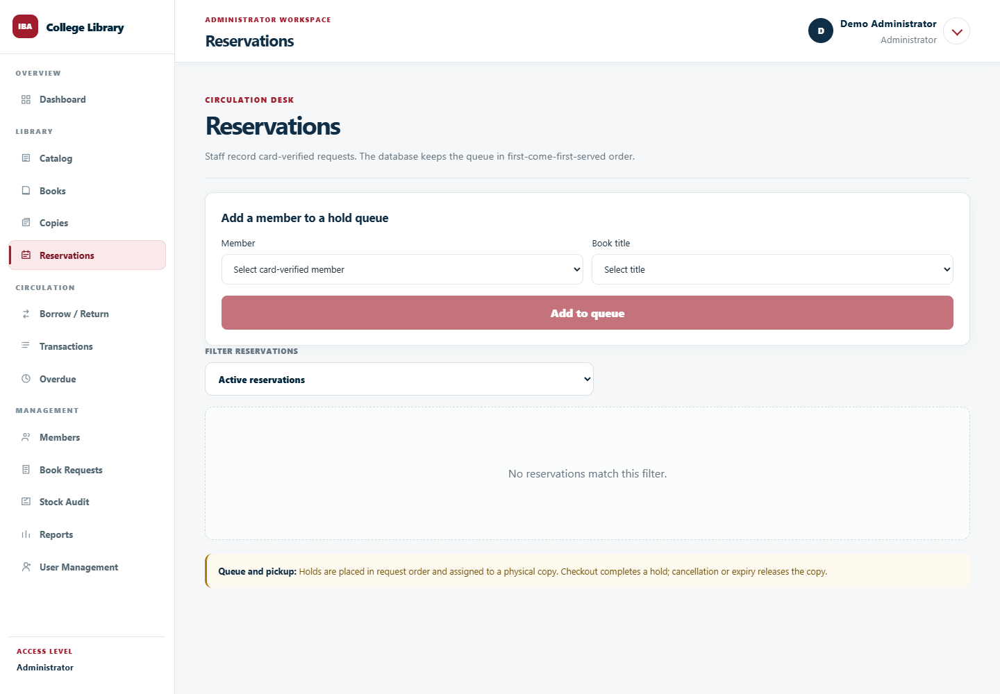 IBA
College Library
OVERVIEW
Dashboard
LIBRARY
Catalog
Books
Copies
Reservations
CIRCULATION
Borrow / Return
Transactions
Overdue
MANAGEMENT
Members
Book Requests
Stock Audit
Reports
User Management
ACCESS LEVEL
Administrator
ADMINISTRATOR WORKSPACE
Reservations
D
Demo Administrator
Administrator
CIRCULATION DESK
Reservations
Staff record card-verified requests. The database keeps the queue in first-come-first-served order.
Add a member to a hold queue
Member
Book title
Select card-verified member
Select title
Add to queue
FILTER RESERVATIONS
Active reservations
No reservations match this filter.
Queue and pickup: Holds are placed in request order and assigned to a physical copy. Checkout completes a hold; cancellation or expiry releases the copy.